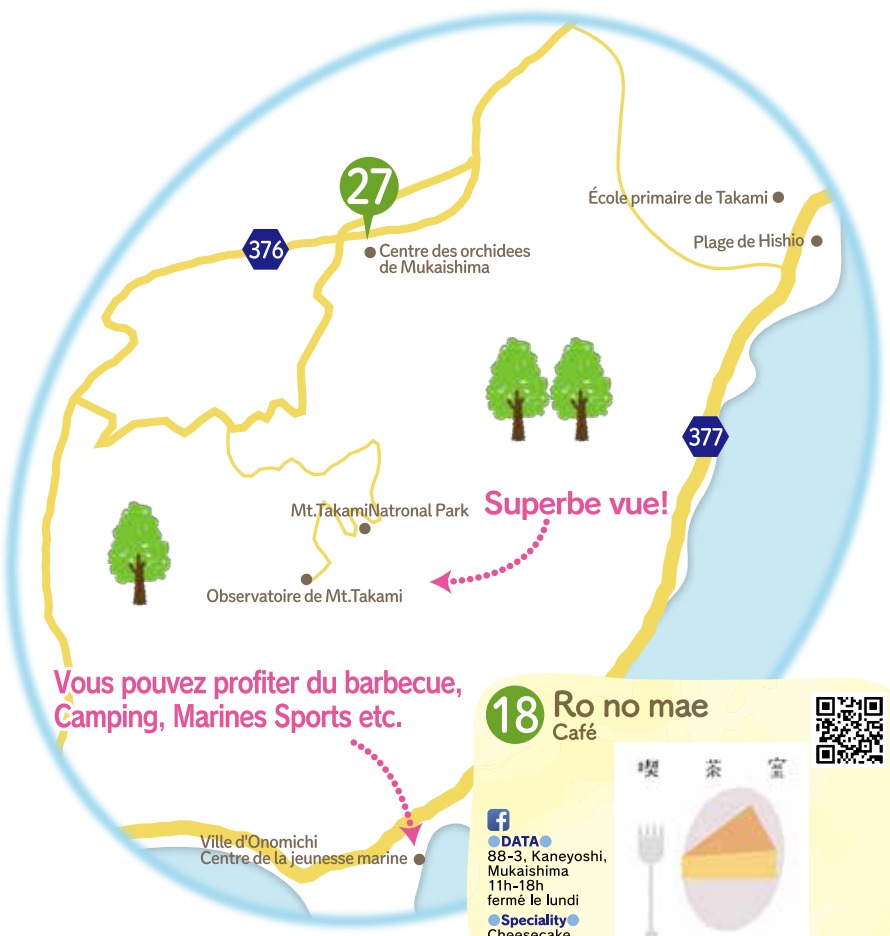 27
École primaire de Takami
376
Centre des orchidees
de Mukaishima
Plage de Hishio
377
Mt.TakamiNatronal Park
Superbe vue!
Observatoire de Mt.Takami
Vous pouvez profiter du barbecue,
Camping, Marines Sports etc.
Ville d'Onomichi
Centre de la jeunesse marine
18 Ro no mae
Café
喫 茶 室
DATA
88-3, Kaneyoshi,
Mukaishima
11h-18h
fermé le lundi
Speciality
Cheesecake